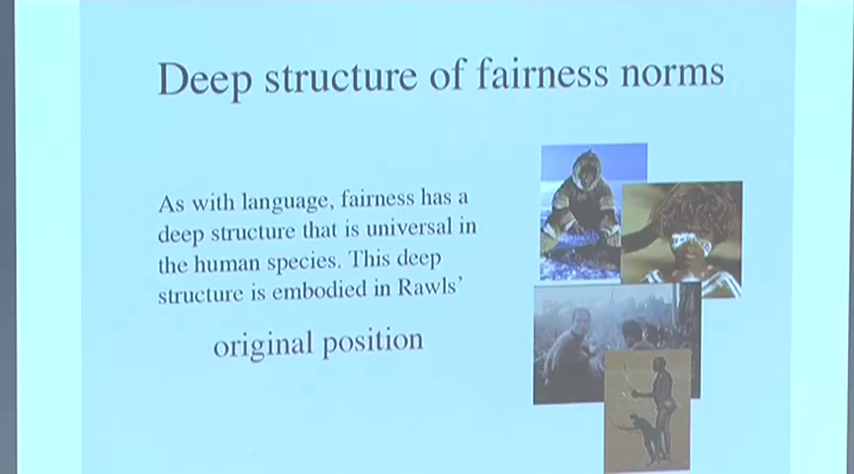 Deep structure of fairness norms
As with language, fairness has a
deep structure that is universal in
the human species. This deep
structure is embodied in Rawls’
original position